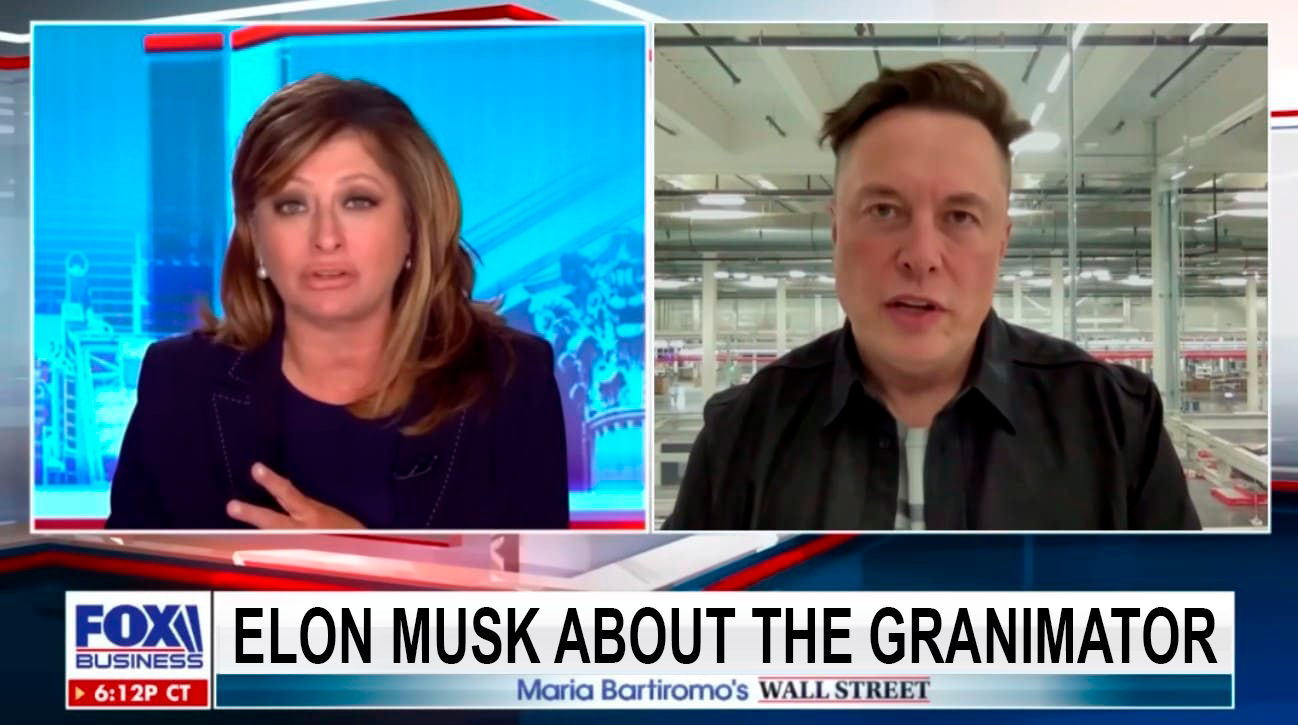 FOX
BUSINESS
6:12P CT
ELON MUSK ABOUT THE GRANIMATOR
Maria Bartiromo's WALL STREET